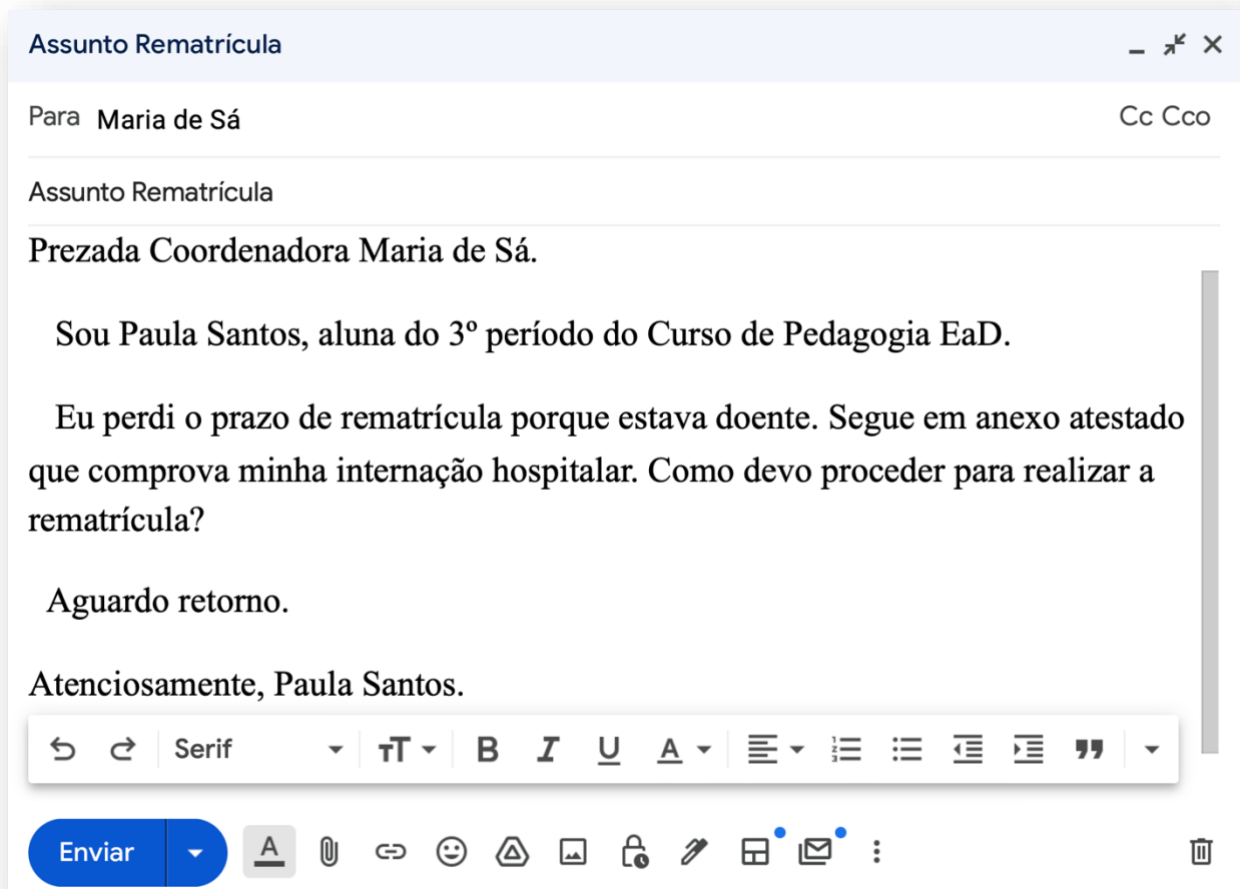 Assunto Rematrícula
Para Maria de Sá Cc Cco
Assunto Rematrícula
Prezada Coordenadora Maria de Sá.
Sou Paula Santos, aluna do 3º período do Curso de Pedagogia EaD.
Eu perdi o prazo de rematrícula porque estava doente. Segue em anexo atestado
que comprova minha internação hospitalar. Como devo proceder para realizar a
rematrícula?
Aguardo retorno.
Atenciosamente, Paula Santos.
Serif
Enviar